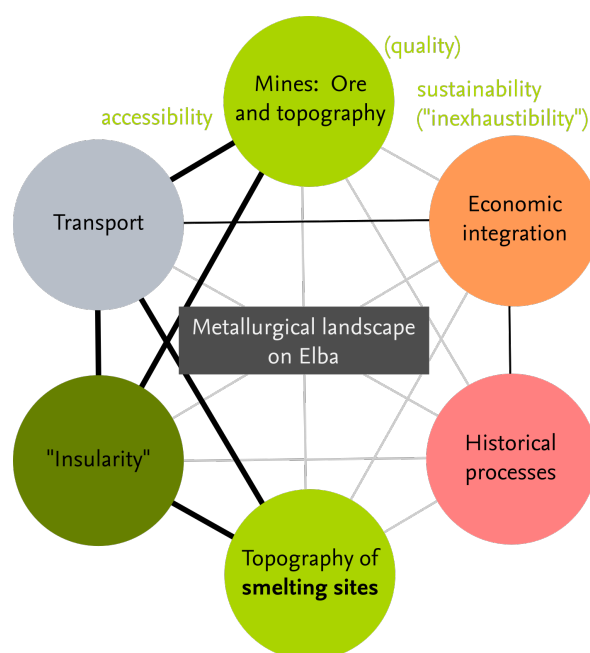 (quality)
Mines:  Ore
and topography
sustainability
("inexhaustibility")
accessibility
Transport
Economic
integration
Metallurgical landscape
on Elba
"Insularity"
Historical
processes
Topography of
smelting sites